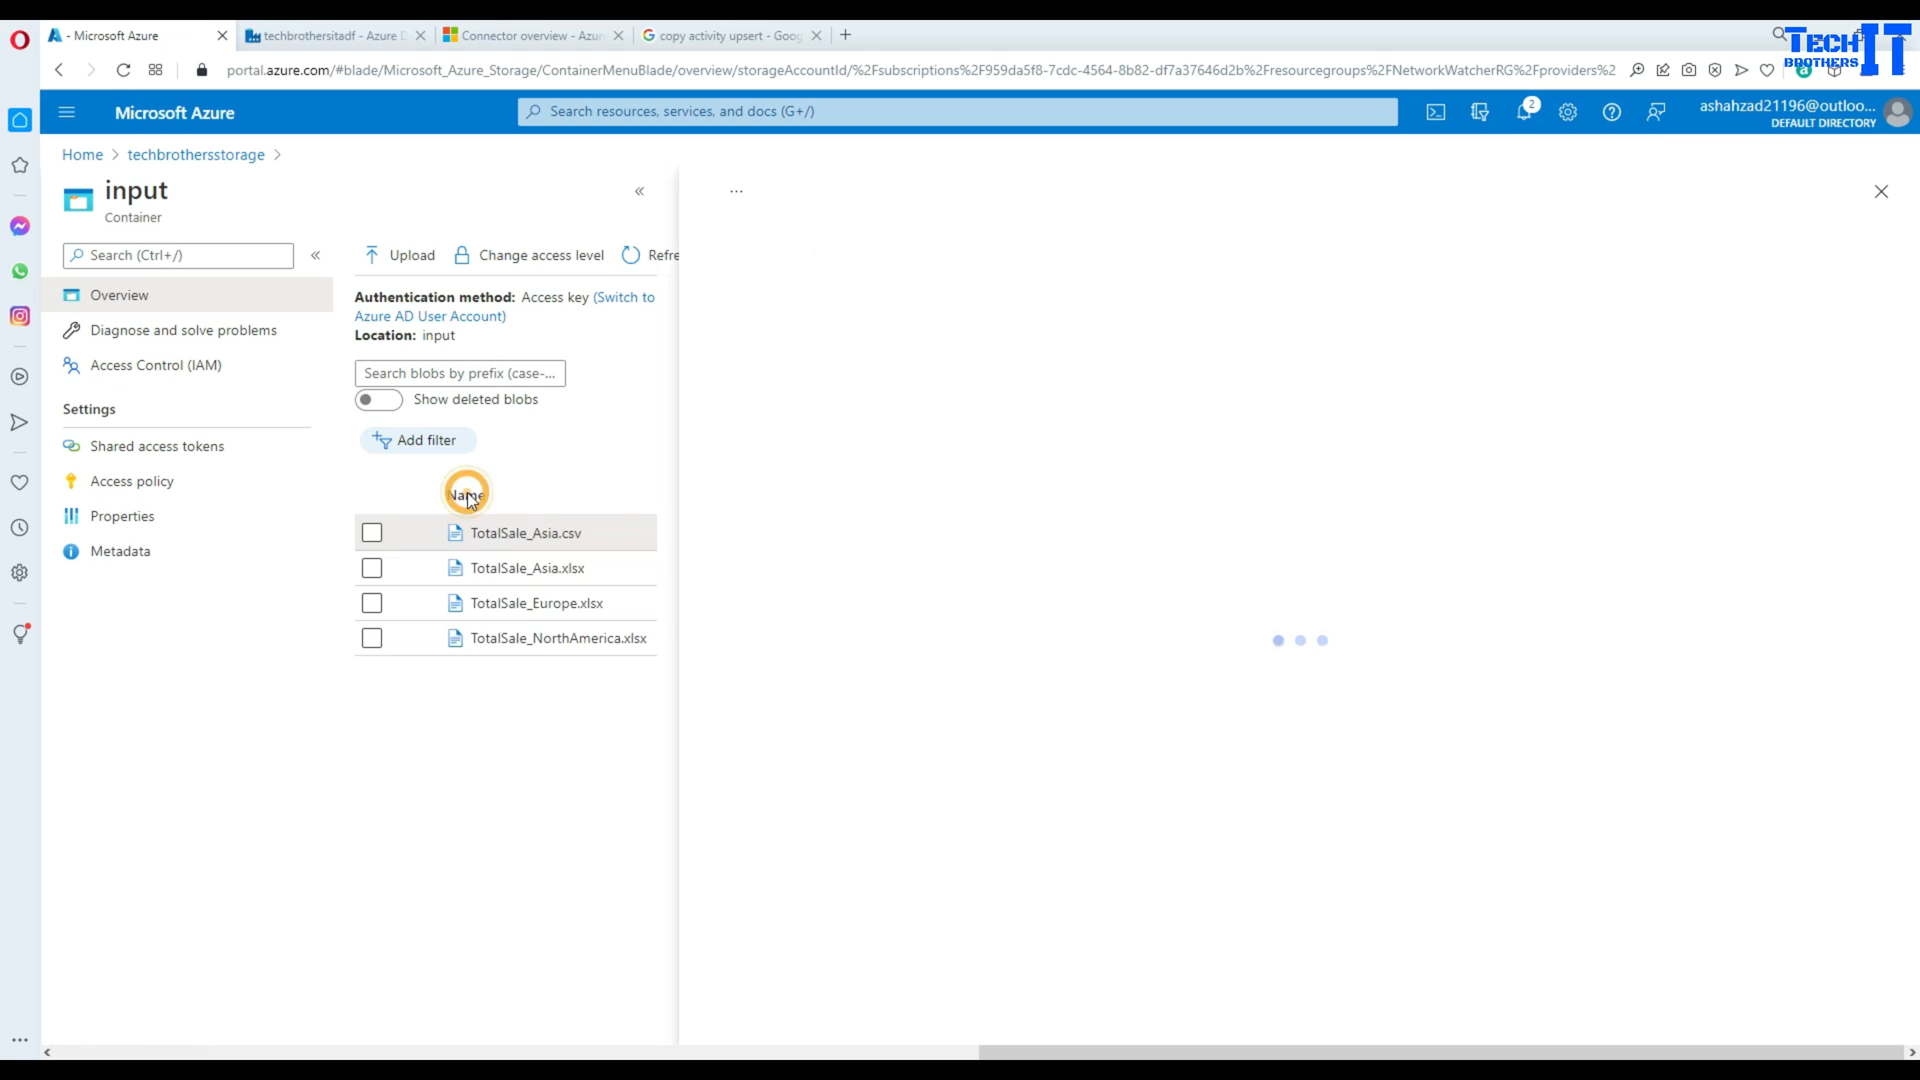 - Microsoft Azure
techbrothersitadf - Azure D
Connector overview - Azur
copy activity upsert - Goog
TECH BROTHERS IT
portal.azure.com/#blade/Microsoft_Azure_Storage/ContainerMenuBlade/overview/storageAccountId/%2Fsubscriptions%2F959da5f8-7cdc-4564-8b82-df7a37646d2b%2Fresourcegroups%2FNetworkWatcherRG%2Fproviders%2
Microsoft Azure
Search resources, services, and docs (G+/)
2
ashahzad21196@outloo...
DEFAULT DIRECTORY
Home > techbrothersstorage >
input
Container
...
Search (Ctrl+/)
Upload
Change access level
Refre
Overview
Diagnose and solve problems
Access Control (IAM)
Settings
Shared access tokens
Access policy
Properties
Metadata
Authentication method: Access key (Switch to
Azure AD User Account)
Location: input
Search blobs by prefix (case-...
Show deleted blobs
Add filter
Name
TotalSale_Asia.csv
TotalSale_Asia.xlsx
TotalSale_Europe.xlsx
TotalSale_NorthAmerica.xlsx